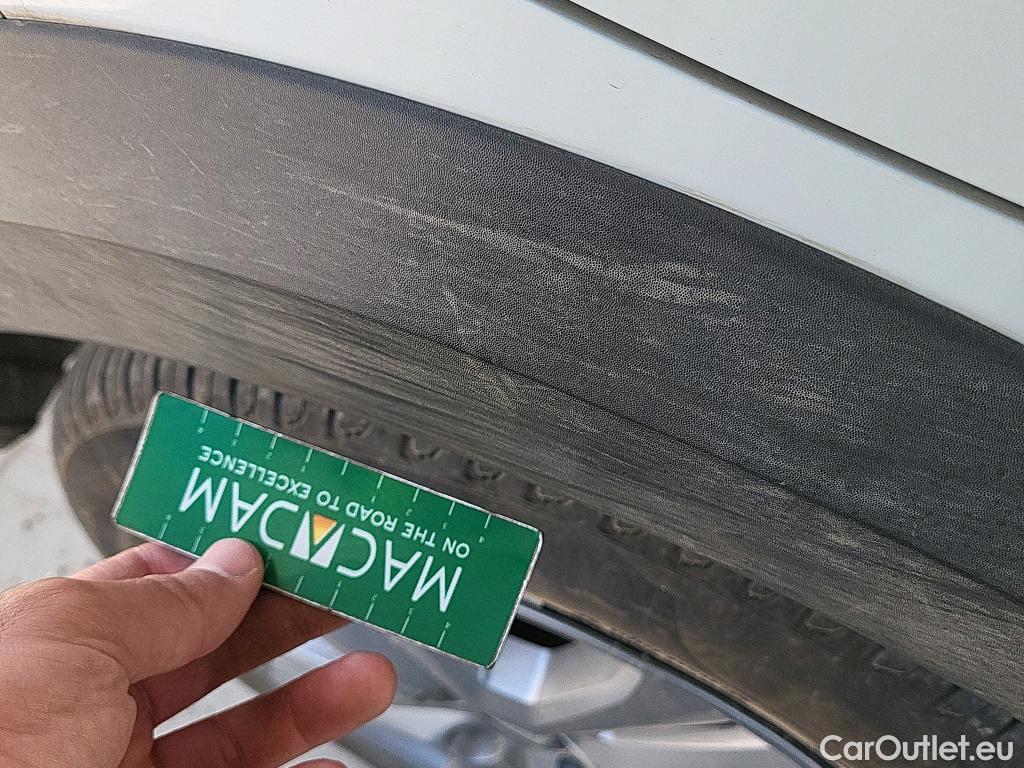 MACADAM
ON THE ROAD TO EXCELLENCE
CarOutlet.eu